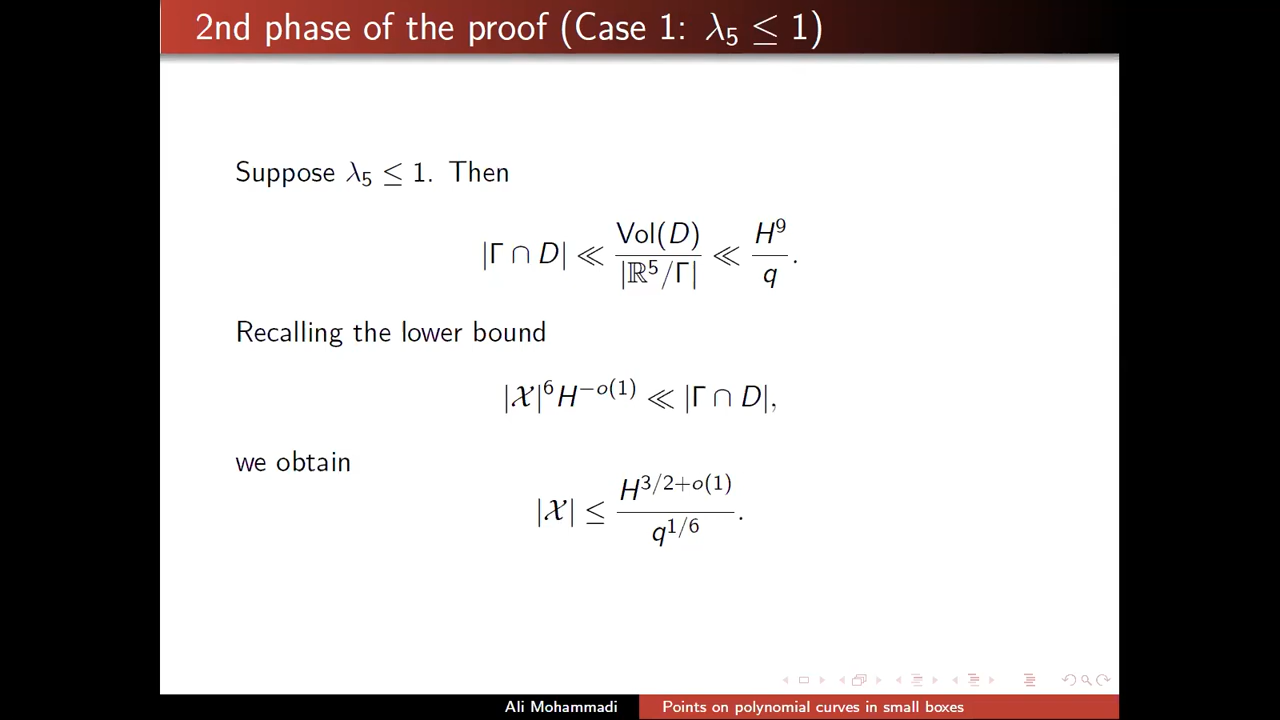 2nd phase of the proof (Case 1: λ₅ ≤ 1)
Suppose λ₅ ≤ 1. Then
|Γ ∩ D| ≪ Vol(D)/|ℝ⁵/Γ| ≪ H⁹/q.
Recalling the lower bound
|𝒳|⁶H^{−o(1)} ≪ |Γ ∩ D|,
we obtain
|𝒳| ≤ H^{3/2+o(1)}/q^{1/6}.
Ali Mohammadi
Points on polynomial curves in small boxes